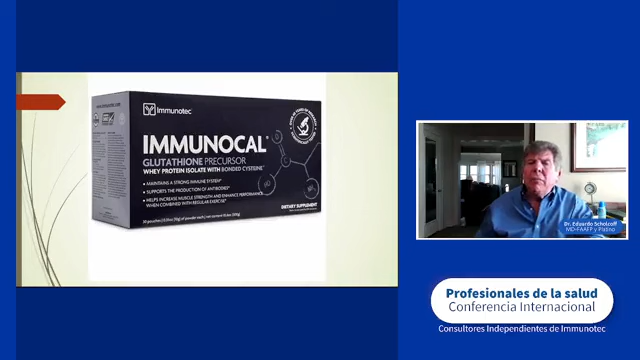 immunotec
IMMUNOCAL®
GLUTATHIONE PRECURSOR
WHEY PROTEIN ISOLATE WITH BONDED CYSTEINE
• MAINTAINS A STRONG IMMUNE SYSTEM*
• SUPPORTS THE PRODUCTION OF ANTIBODIES*
• HELPS INCREASE MUSCLE STRENGTH AND ENHANCE PERFORMANCE
WHEN COMBINED WITH REGULAR EXERCISE*
DIETARY SUPPLEMENT
Dr. Eduardo Scholcoff
MD-FAAFP y Platino
Profesionales de la salud
Conferencia Internacional
Consultores Independientes de Immunotec